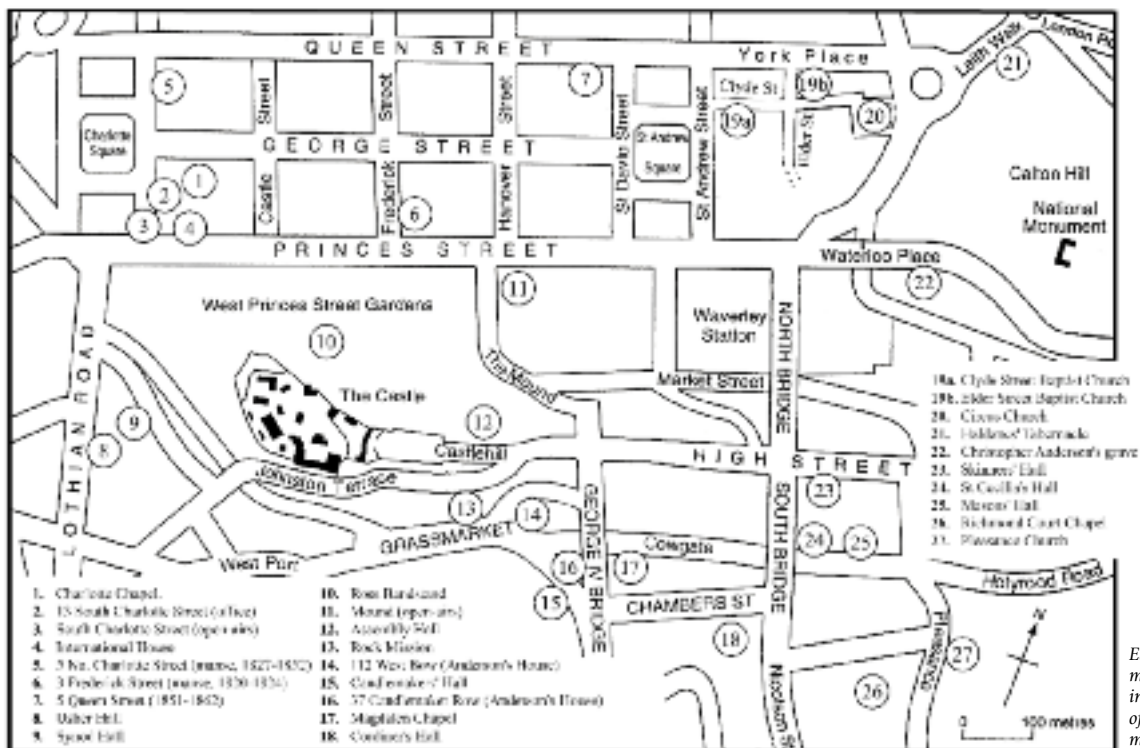 QUEEN STREET
York Place
Leith Walk
London
21
5
Street
Street
Street
7
Clyde St
19b
19a
20
Elder St
Charlotte
Square
GEORGE STREET
St David Street
St Andrew
Square
St Andrew Street
Calton Hill
National
Monument
1
2
3
4
Castle
Frederick
6
Hanover
PRINCES STREET
Waterloo Place
22
West Princes Street Gardens
10
11
Waverley
Station
NORTH BRIDGE
The Mound
Market Street
The Castle
12
Castlehill
HIGH STREET
LOTHIAN ROAD
9
8
Johnston Terrace
13
14
GRASSMARKET
West Port
GEORGE IV BRIDGE
Cowgate
SOUTH BRIDGE
23
24
25
16
17
15
CHAMBERS ST
18
Nicolson St
Holyrood Road
Pleasance
27
26
N
0 100 metres
19a. Clyde Street Baptist Church
19b. Elder Street Baptist Church
20. Circus Church
21. Haldanes' Tabernacle
22. Christopher Anderson's grave
23. Skinners' Hall
24. St Cecilia's Hall
25. Masons' Hall
26. Richmond Court Chapel
27. Pleasance Church
1. Charlotte Chapel
2. 13 South Charlotte Street (office)
3. South Charlotte Street (open airs)
4. International House
5. 5 No. Charlotte Street (manse, 1827-1832)
6. 3 Frederick Street (manse, 1820-1824)
7. 5 Queen Street (1851-1862)
8. Usher Hall
9. Synod Hall
10. Ross Bandstand
11. Mound (open airs)
12. Assembly Hall
13. Rock Mission
14. 112 West Bow (Anderson's House)
15. Candlemakers' Hall
16. 37 Candlemaker Row (Anderson's House)
17. Magdalen Chapel
18. Cordiner's Hall